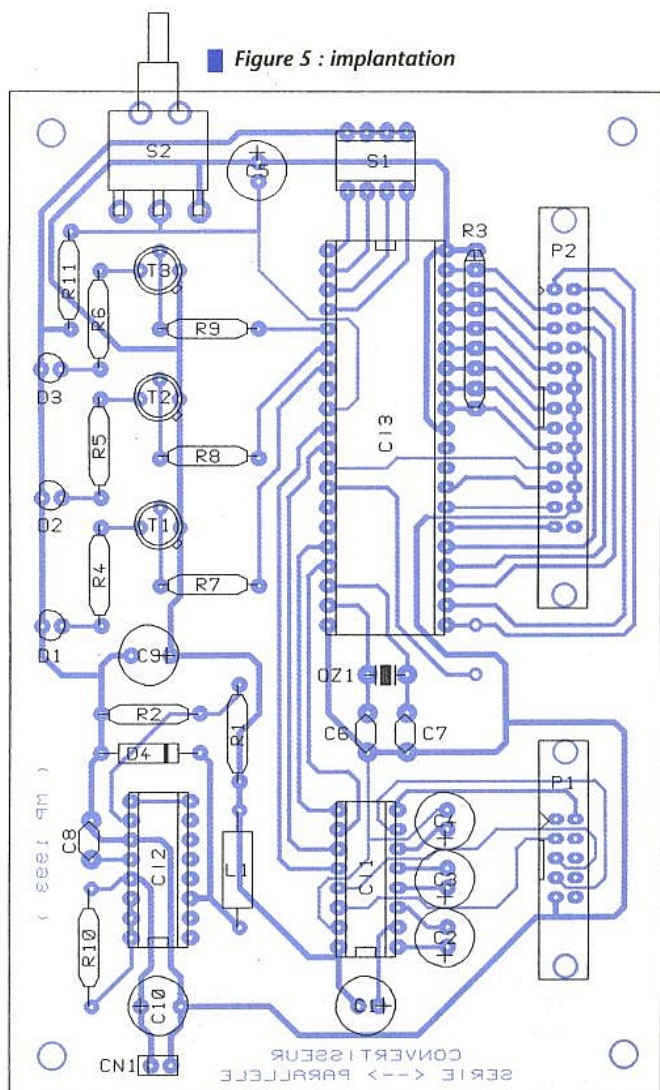 Figure 5 : implantation
S2
C5
S1
R3
P2
R11
T3
R6
R9
D3
T2
CI3
R5
R8
D2
T1
R4
R7
D1
C9
QZ1
R2
R1
C6
C7
D4
P1
( MP 1993 )
C8
CI2
L1
CI1
C4
C3
C2
R10
C10
C1
CN1
CONVERTISSEUR
SERIE <--> PARALLELE